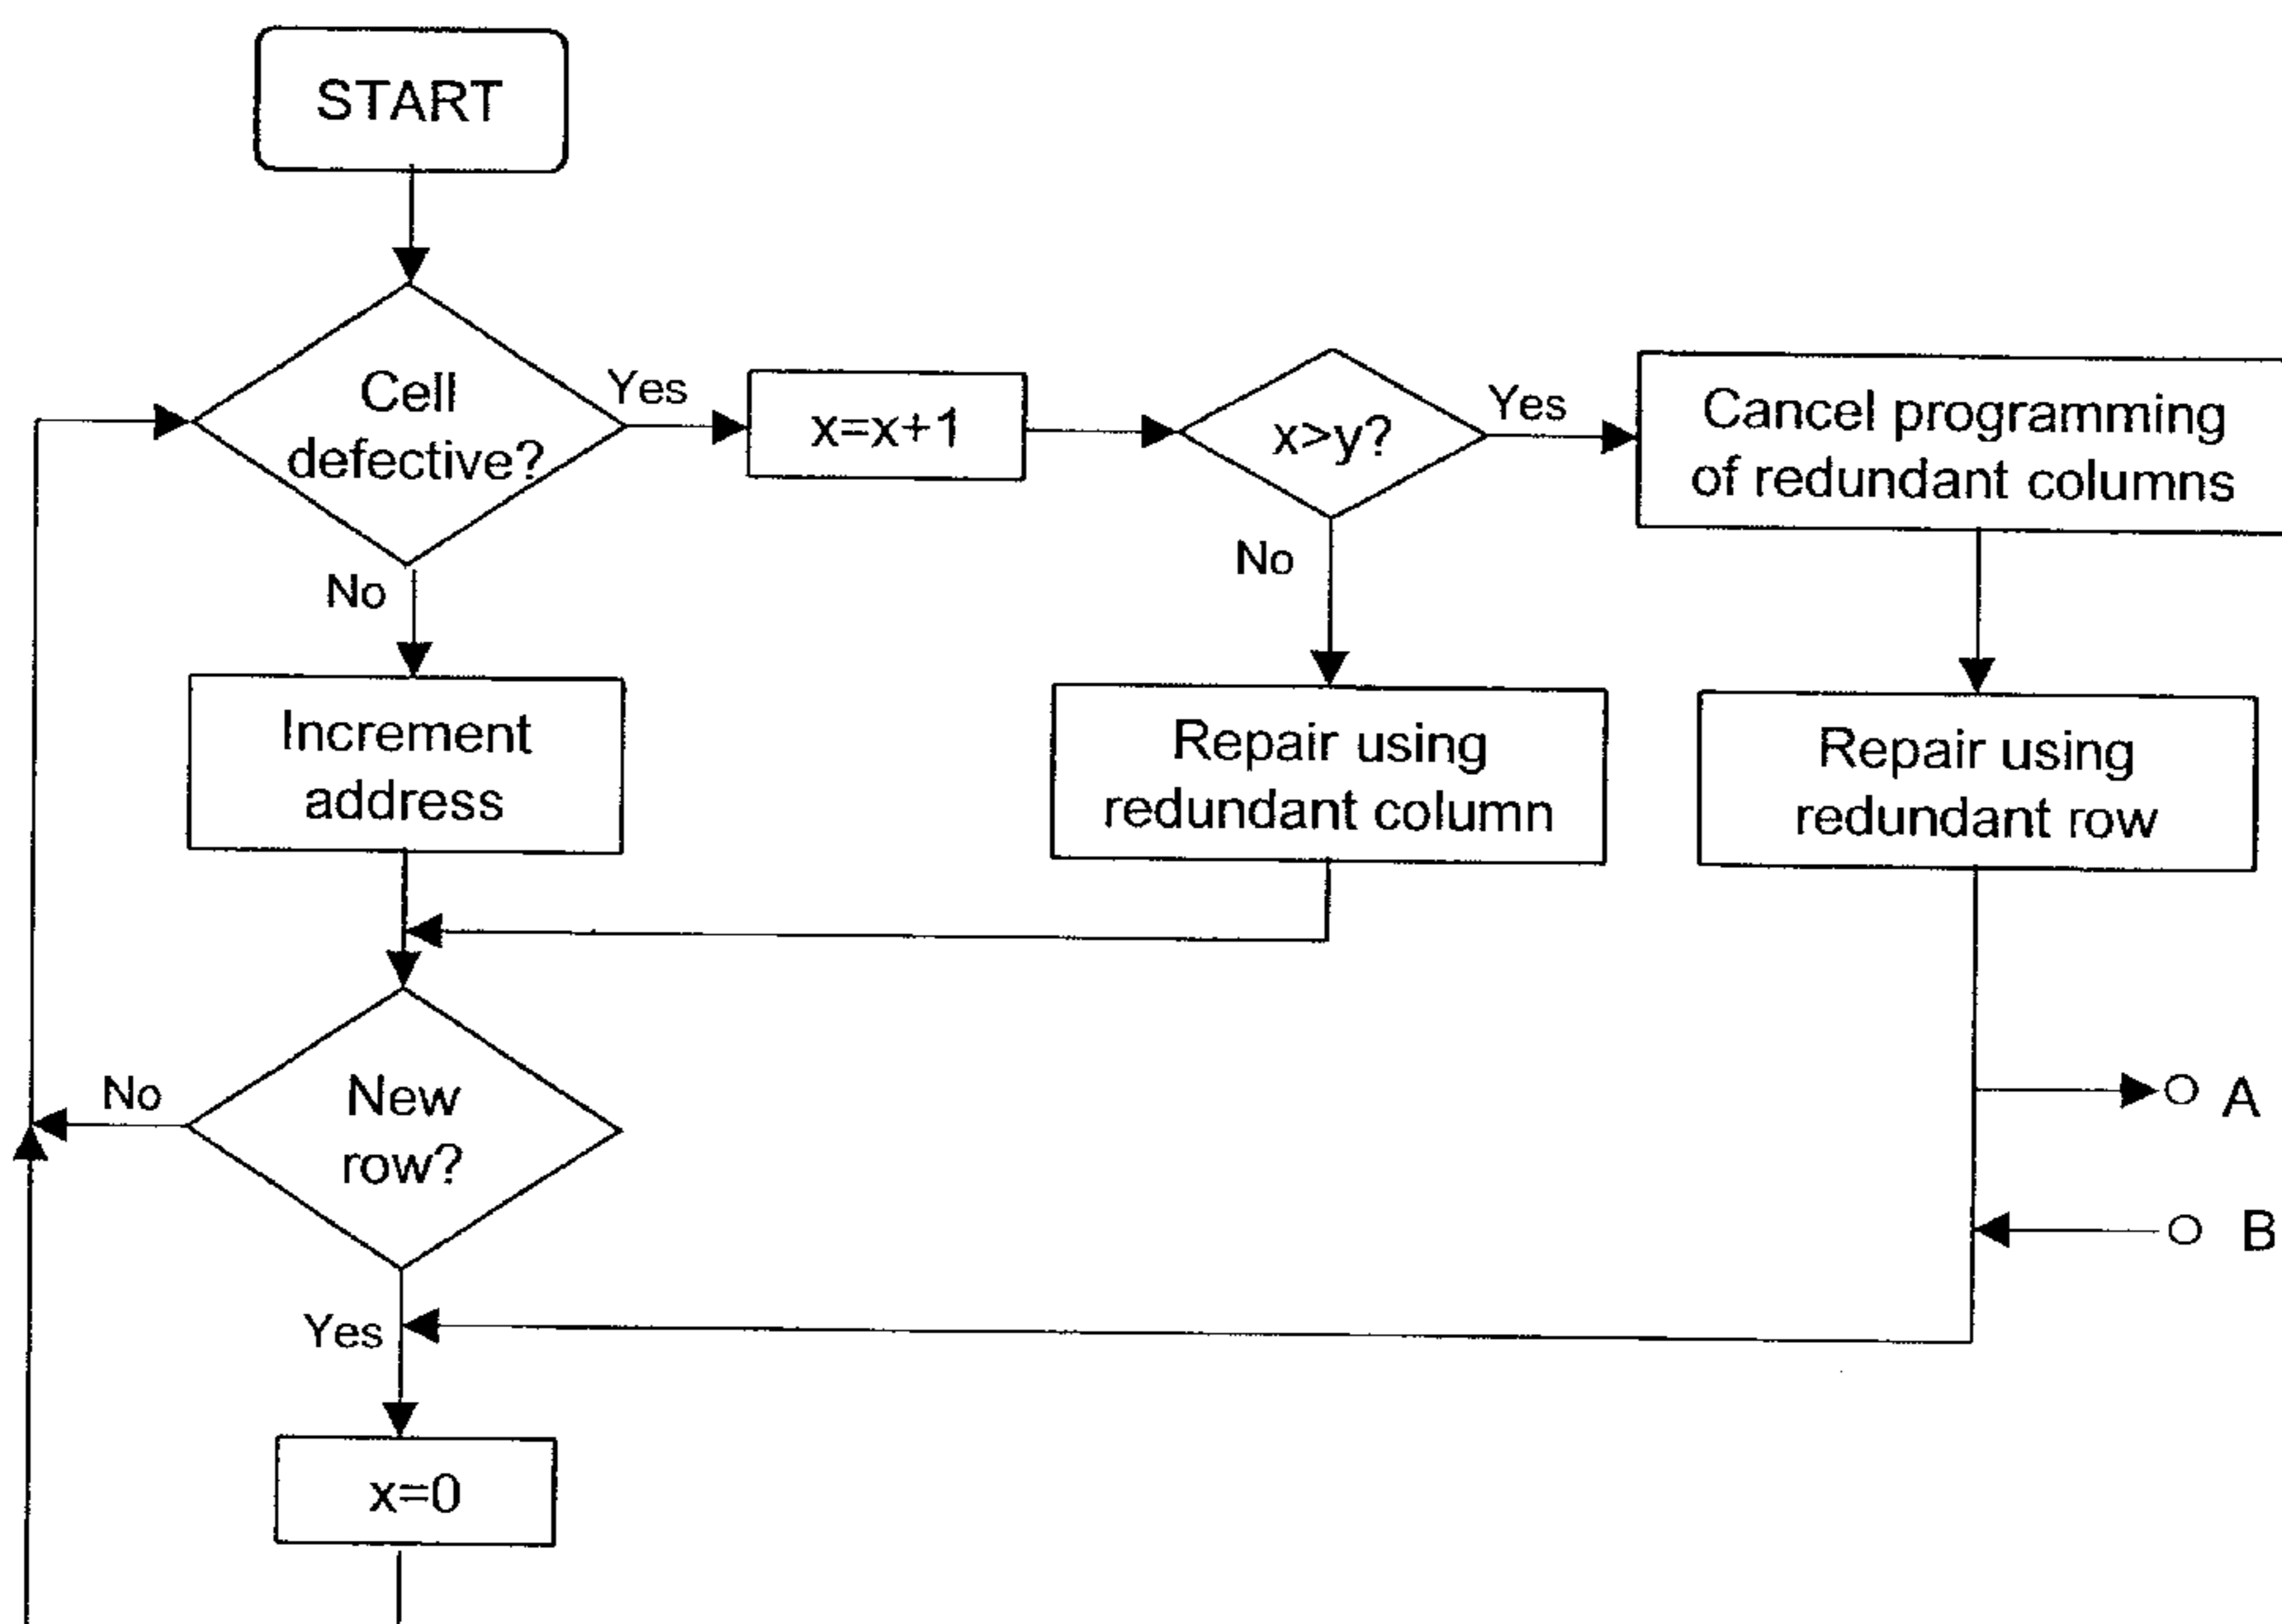 START
Cell
defective?
Yes
x=x+1
x>y?
Yes
Cancel programming
of redundant columns
No
No
Increment
address
Repair using
redundant column
Repair using
redundant row
No
New
row?
A
B
Yes
x=0